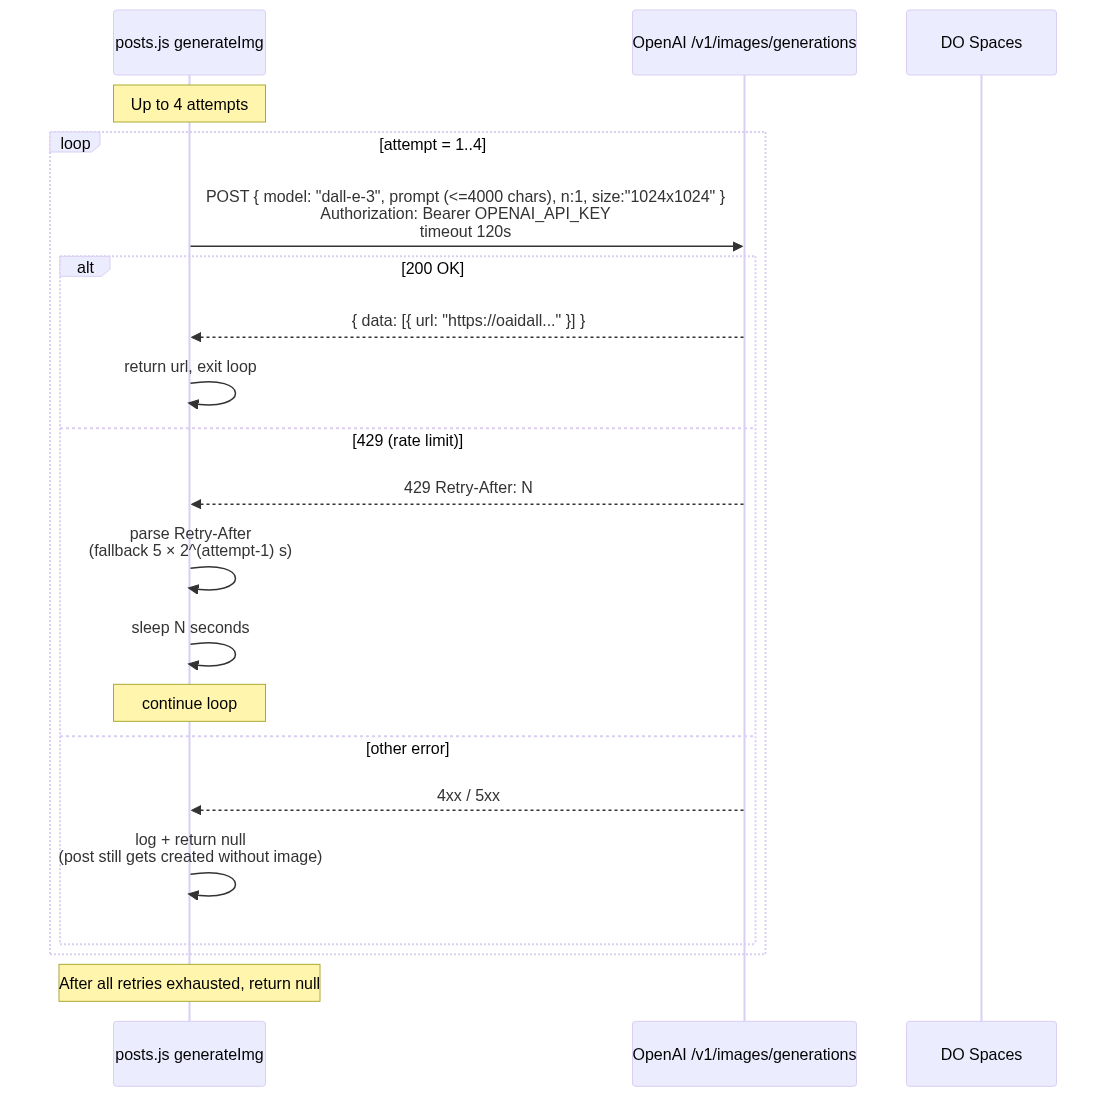 posts.js generateImg
OpenAI /v1/images/generations
DO Spaces
Up to 4 attempts
loop
[attempt = 1..4]
POST { model: "dall-e-3", prompt (<=4000 chars), n:1, size:"1024x1024" }
Authorization: Bearer OPENAI_API_KEY
timeout 120s
alt
[200 OK]
{ data: [{ url: "https://oaidall..." }] }
return url, exit loop
[429 (rate limit)]
429 Retry-After: N
parse Retry-After
(fallback 5 × 2^(attempt-1) s)
sleep N seconds
continue loop
[other error]
4xx / 5xx
log + return null
(post still gets created without image)
After all retries exhausted, return null
posts.js generateImg
OpenAI /v1/images/generations
DO Spaces